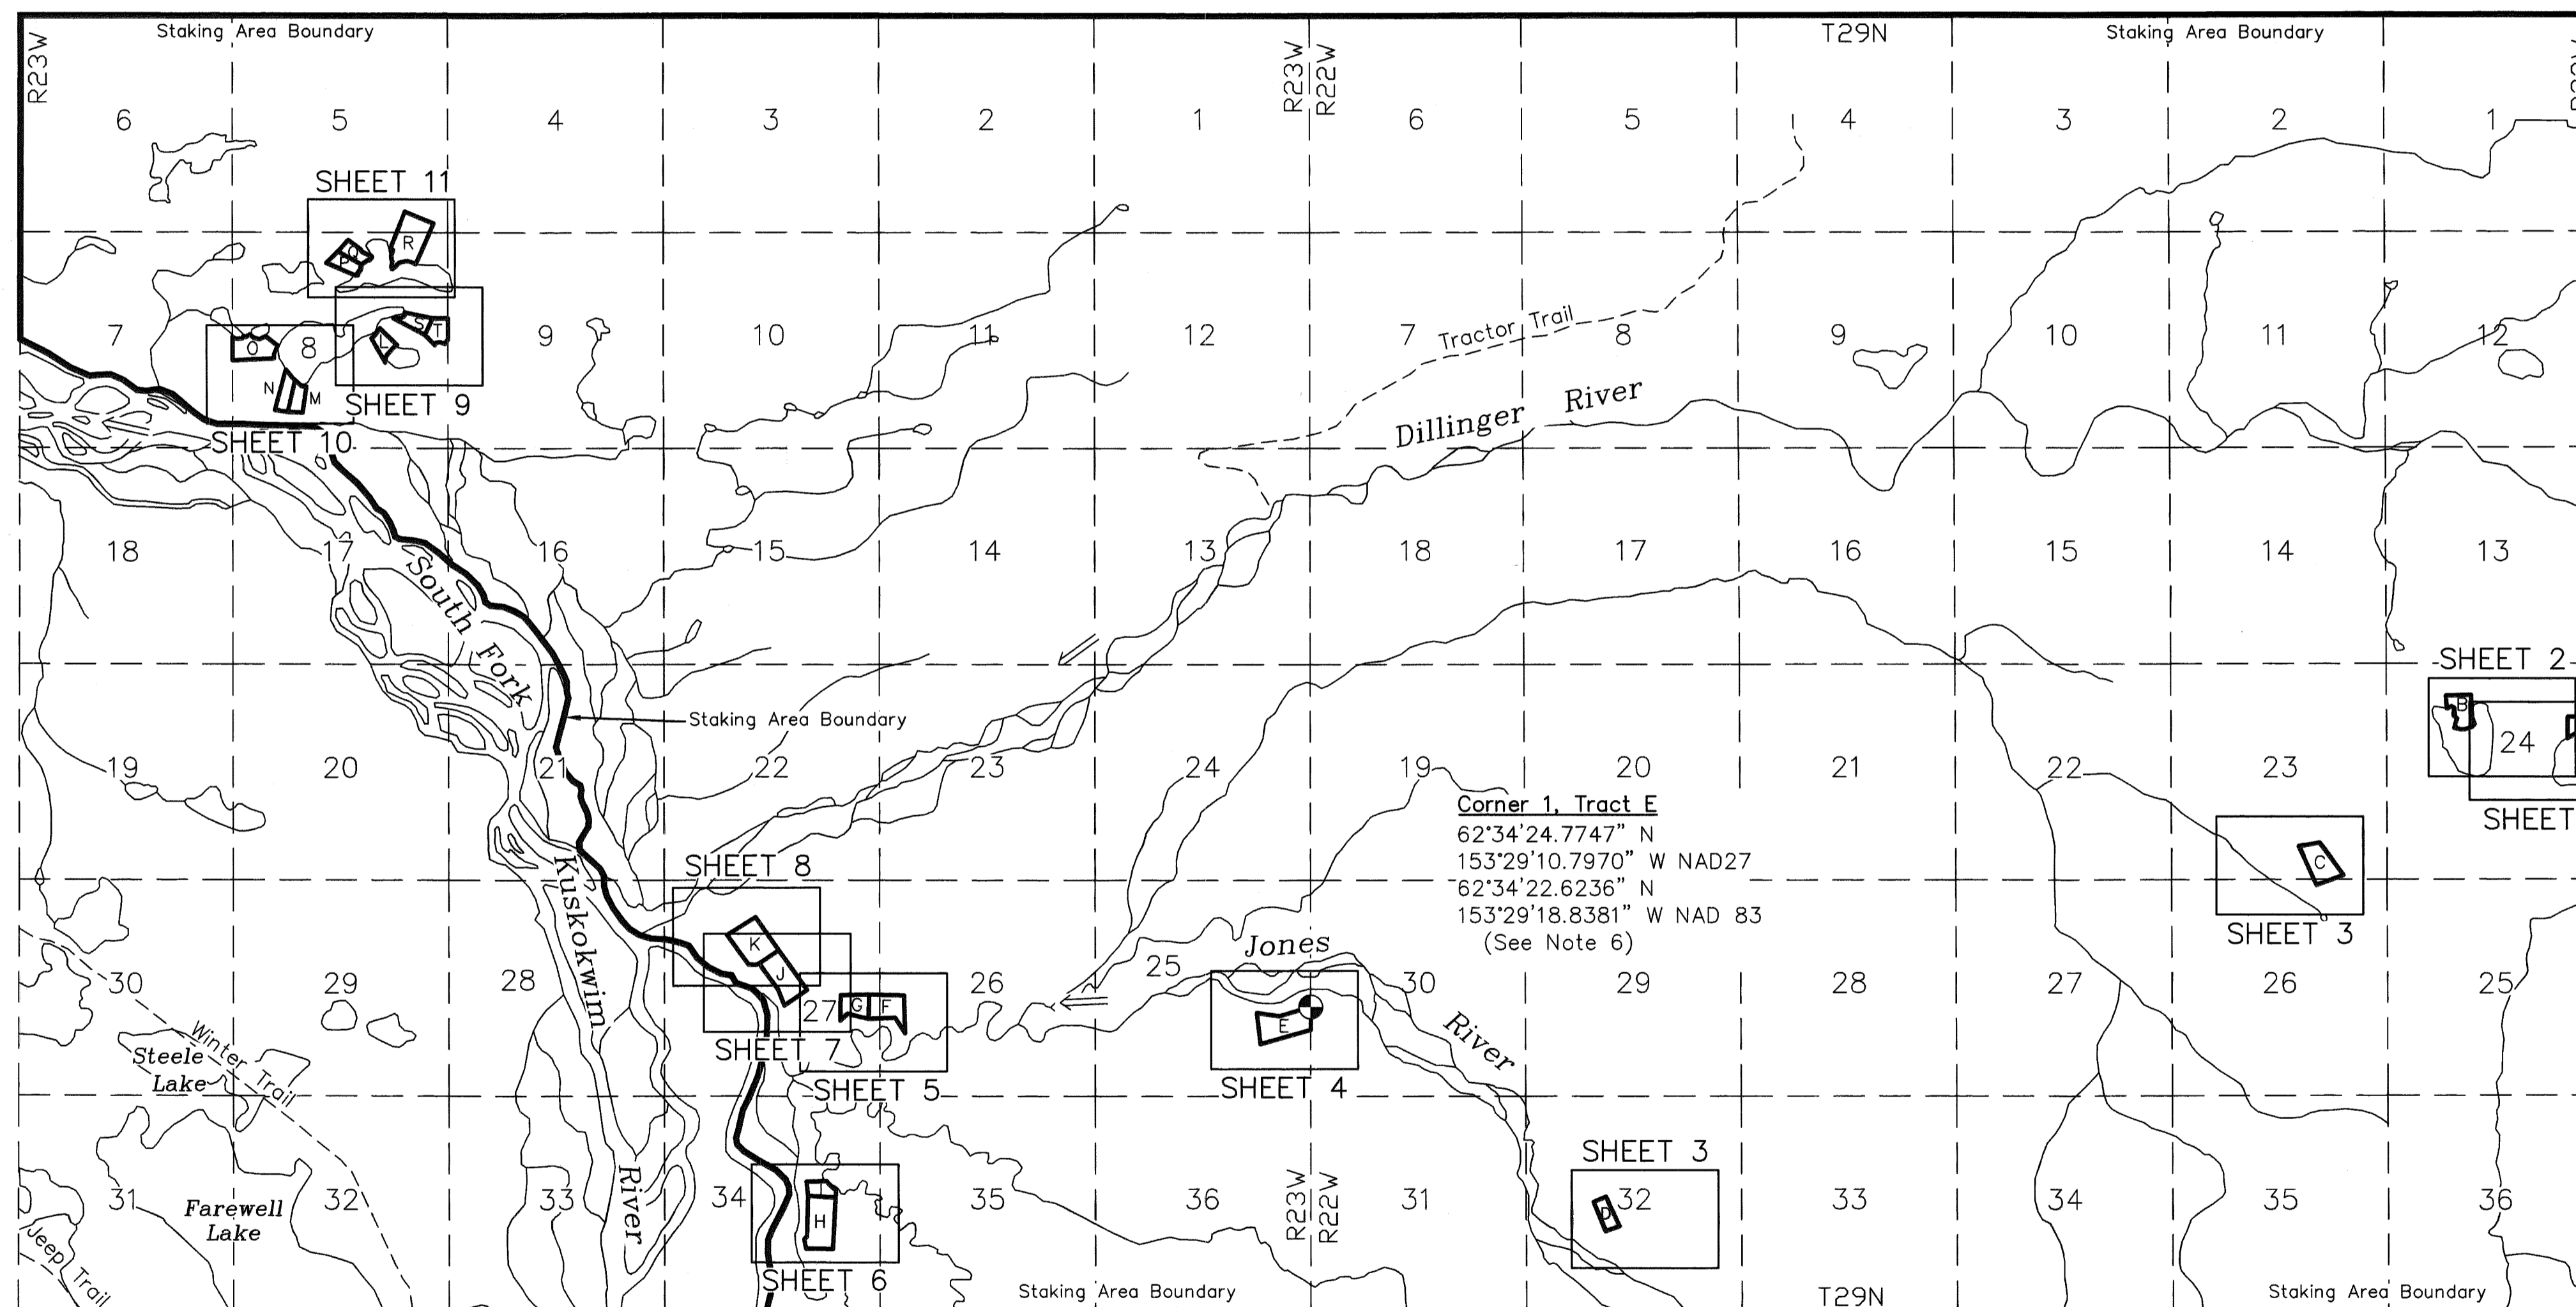 Staking Area Boundary
T29N
Staking Area Boundary
R23W
R23W
R22W
6
5
4
3
2
1
6
5
4
3
2
1
SHEET 11
R
Q
P
7
O
8
S
T
L
N
M
SHEET 9
SHEET 10
9
10
11
12
7
Tractor Trail
8
9
10
11
12
Dillinger River
18
17
16
15
14
13
18
17
16
15
14
13
South Fork
Staking Area Boundary
SHEET 2
B
24
SHEET
19
20
21
22
23
24
19
20
21
22
23
Corner 1, Tract E
62°34'24.7747" N
153°29'10.7970" W NAD27
62°34'22.6236" N
153°29'18.8381" W NAD 83
(See Note 6)
C
SHEET 3
Kuskokwim
SHEET 8
K
J
27
G
F
SHEET 7
SHEET 5
30
29
28
26
25
Jones
E
SHEET 4
30
River
29
28
27
26
25
Winter Trail
Steele
Lake
SHEET 3
D
32
31
Farewell
Lake
32
33
River
34
I
H
SHEET 6
35
36
R23W
R22W
31
33
34
35
36
Jeep Trail
Staking Area Boundary
T29N
Staking Area Boundary